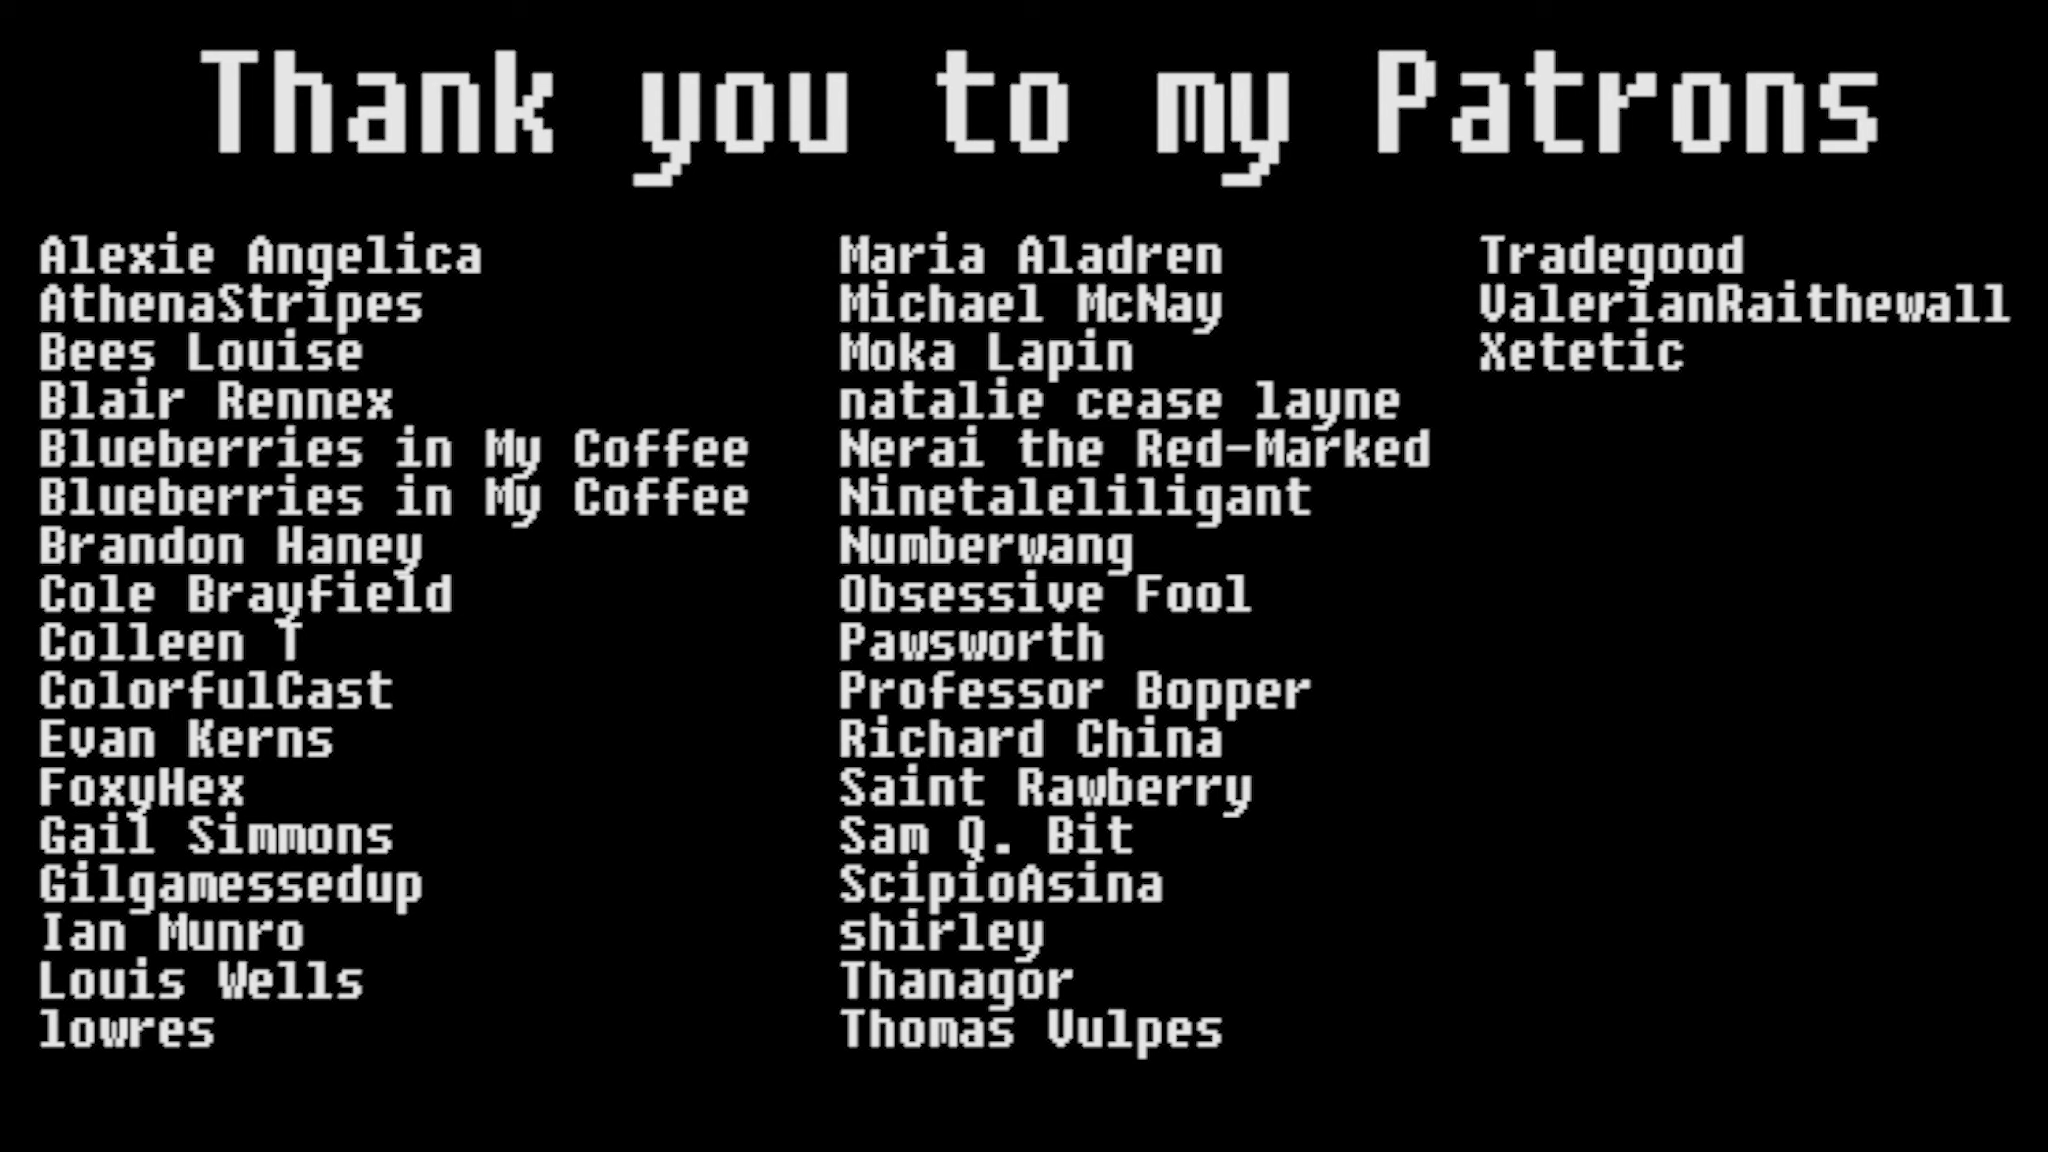 Thank you to my Patrons
Alexie Angelica
AthenaStripes
Bees Louise
Blair Rennex
Blueberries in My Coffee
Blueberries in My Coffee
Brandon Haney
Cole Brayfield
Colleen T
ColorfulCast
Evan Kerns
FoxyHex
Gail Simmons
Gilgamessedup
Ian Munro
Louis Wells
lowres
Maria Aladren
Michael McNay
Moka Lapin
natalie cease layne
Nerai the Red-Marked
Ninetaleliligant
Numberwang
Obsessive Fool
Pawsworth
Professor Bopper
Richard China
Saint Rawberry
Sam Q. Bit
ScipioAsina
shirley
Thanagor
Thomas Vulpes
Tradegood
ValerianRaithewall
Xetetic